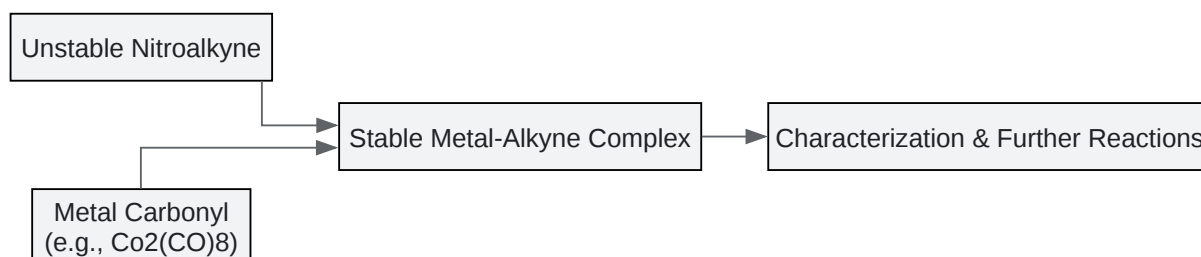 Unstable Nitroalkyne
Stable Metal-Alkyne Complex
Characterization & Further Reactions
Metal Carbonyl
(e.g., Co2(CO)8)